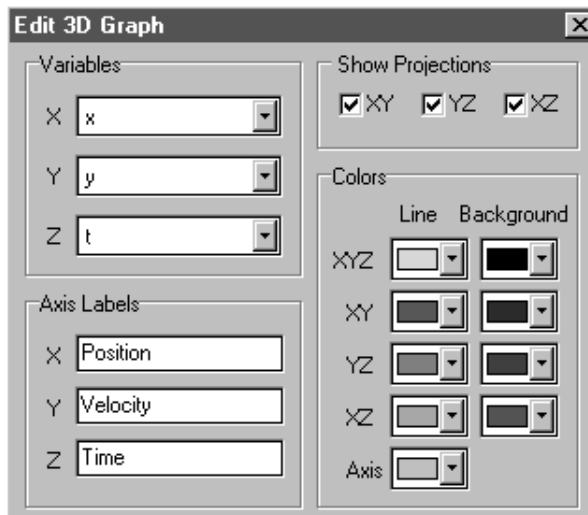 Edit 3D Graph
Variables
X x
Y y
Z t
Axis Labels
X Position
Y Velocity
Z Time
Show Projections
XY YZ XZ
Colors
Line Background
XYZ
XY
YZ
XZ
Axis